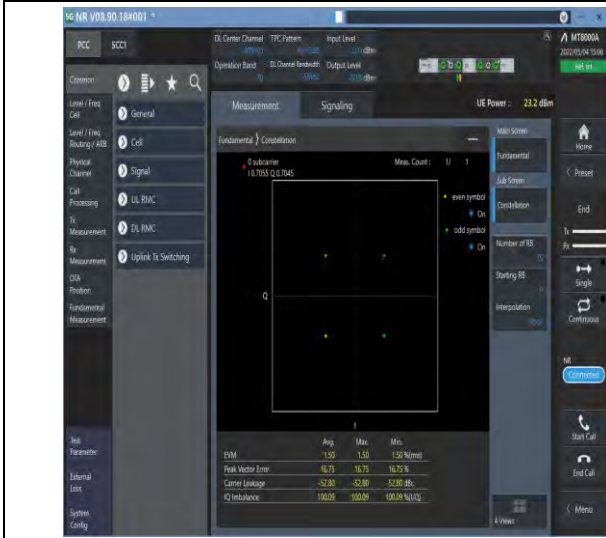 5G NR V08.90.18#001 *
PCC
SCC1
DL Center Channel
TPC Pattern
Input Level
dBm
Operation Band
DL Channel Bandwidth
Output Level
dBm
MT8000A
2022/05/04 15:06
Ref. Int
Common
Level / Freq
Cell
Level / Freq
Routing / ARB
Physical
Channel
Call
Processing
Tx
Measurement
Rx
Measurement
OTA
Position
Fundamental
Measurement
Test
Parameter
External
Loss
System
Config
General
Cell
Signal
UL RMC
DL RMC
Uplink Tx Switching
Measurement
Signaling
UE Power : 23.2 dBm
Fundamental
Constellation
0 subcarrier
I 0.7055 Q 0.7045
Meas. Count : 1/ 1
even symbol
On
odd symbol
On
Q
I
Avg. Max. Min.
EVM 1.50 1.50 1.50 %(rms)
Peak Vector Error 16.75 16.75 16.75 %
Carrier Leakage -52.80 -52.80 -52.80 dBc
IQ Imbalance 100.09 100.09 100.09 %(I/Q)
Main Screen
Fundamental
Sub Screen
Constellation
Number of RB
Starting RB
Interpolation
4 Views
Home
Preset
End
Tx
Rx
Single
Continuous
NR
Connected
Start Call
End Call
Menu